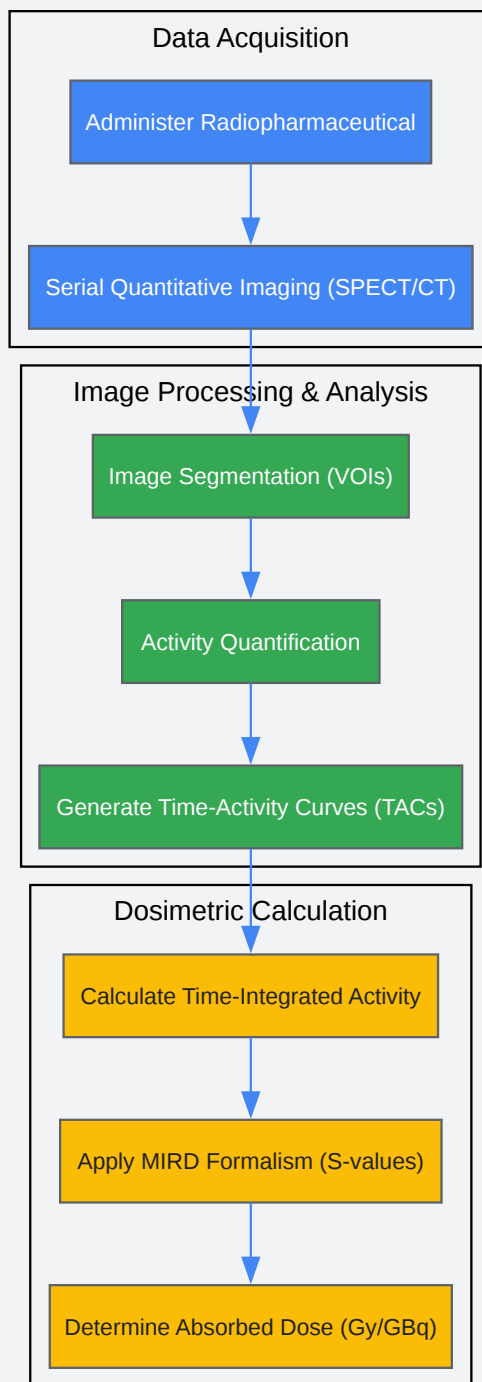 Data Acquisition
Administer Radiopharmaceutical
Serial Quantitative Imaging (SPECT/CT)
Image Processing & Analysis
Image Segmentation (VOIs)
Activity Quantification
Generate Time-Activity Curves (TACs)
Dosimetric Calculation
Calculate Time-Integrated Activity
Apply MIRD Formalism (S-values)
Determine Absorbed Dose (Gy/GBq)